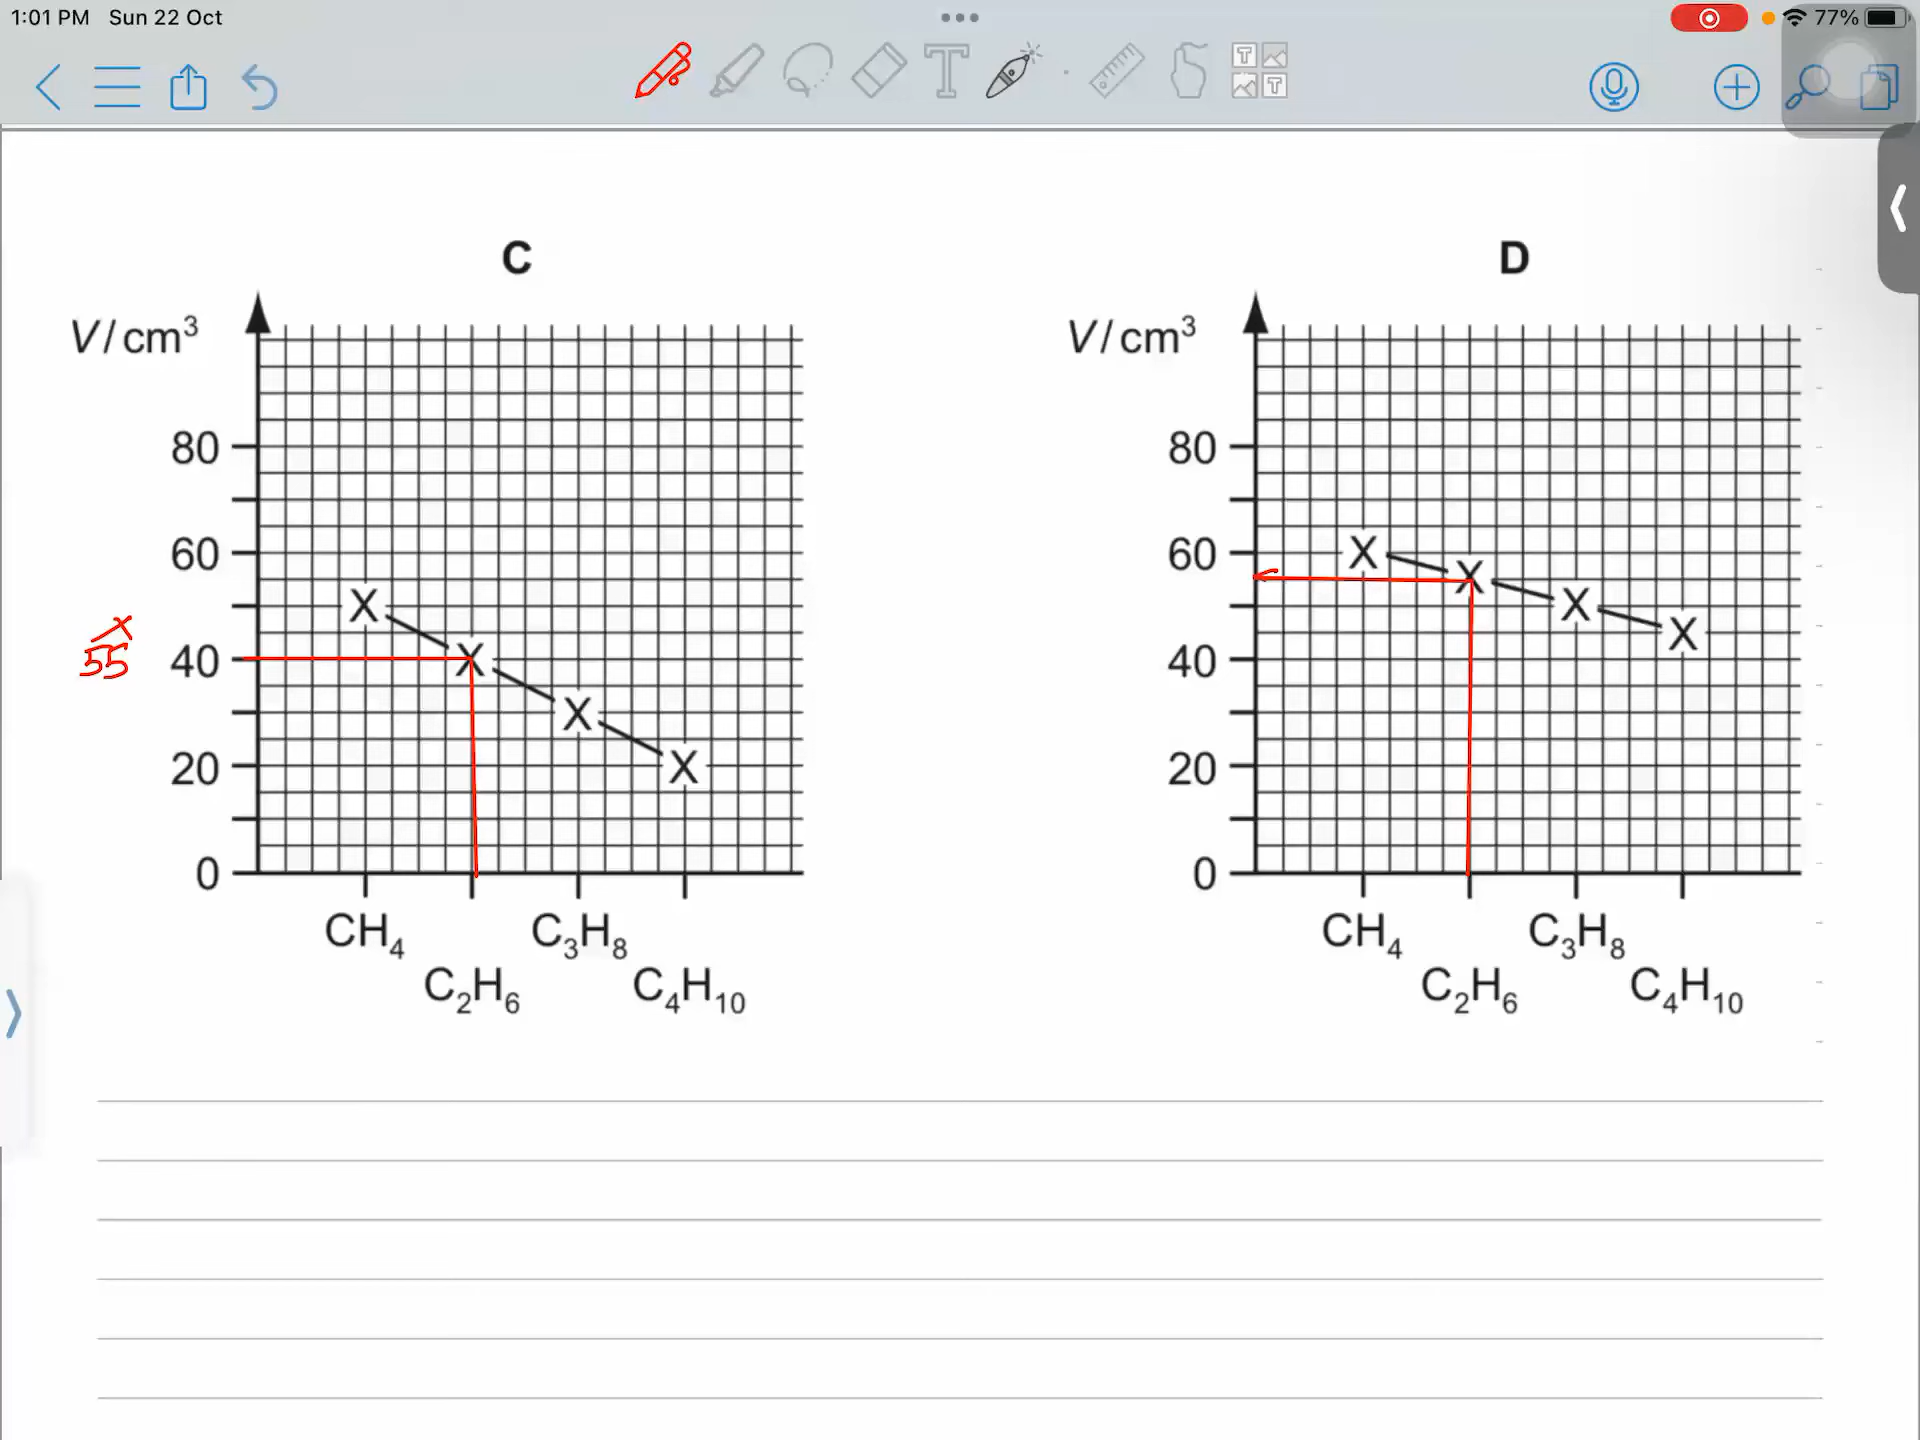 1:01 PM Sun 22 Oct
77%
C
V/cm³
80
60
40
20
0
CH₄
C₂H₆
C₃H₈
C₄H₁₀
x
55
D
V/cm³
80
60
40
20
0
CH₄
C₂H₆
C₃H₈
C₄H₁₀